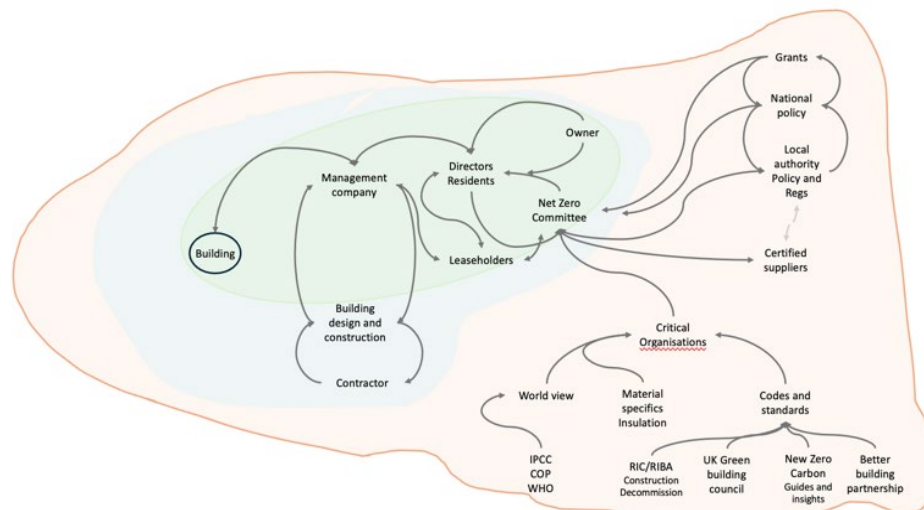 Grants
National
policy
Local
authority
Policy and
Regs
Certified
suppliers
Owner
Directors
Residents
Management
company
Net Zero
Committee
Building
Leaseholders
Building
design and
construction
Contractor
Critical
Organisations
World view
Material
specifics
Insulation
Codes and
standards
IPCC
COP
WHO
RIC/RIBA
Construction
Decommission
UK Green
building
council
New Zero
Carbon
Guides and
insights
Better
building
partnership